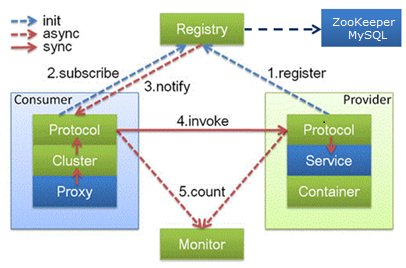 init
async
sync
Registry
ZooKeeper
MySQL
2.subscribe
3.notify
1.register
Consumer
Provider
Protocol
4.invoke
Protocol
Cluster
Service
Proxy
5.count
Container
Monitor